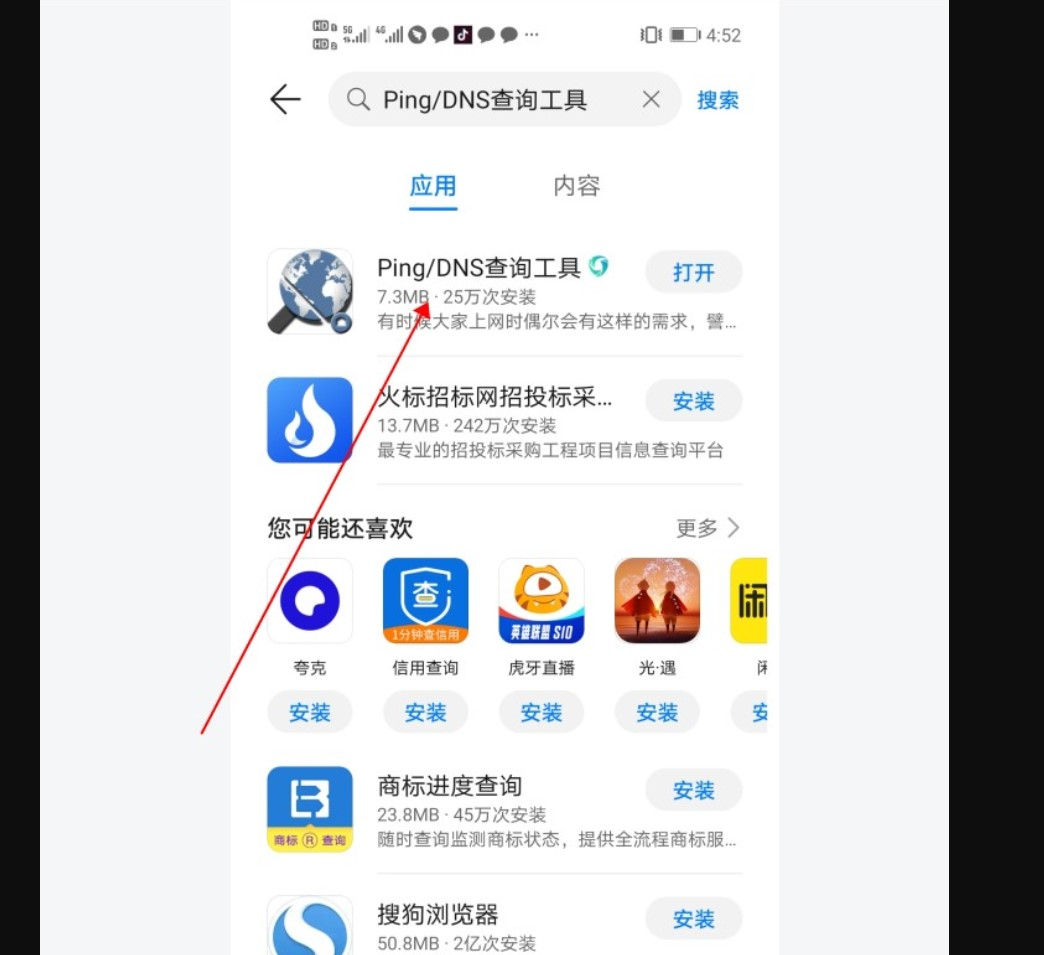 HD 1 5G 4G 4:52
HD 2
Ping/DNS查询工具 搜索
应用 内容
Ping/DNS查询工具 打开
7.3MB · 25万次安装
有时候大家上网时偶尔会有这样的需求，譬...
火标招标网招投标采... 安装
13.7MB · 242万次安装
最专业的招投标采购工程项目信息查询平台
您可能还喜欢 更多
查
1分钟查信用
英雄联盟 S10
闲
夸克 信用查询 虎牙直播 光·遇
安装 安装 安装 安装 安
商标进度查询 安装
23.8MB · 45万次安装
商标 R 查询
随时查询监测商标状态，提供全流程商标服...
搜狗浏览器 安装
50.8MB · 2亿次安装